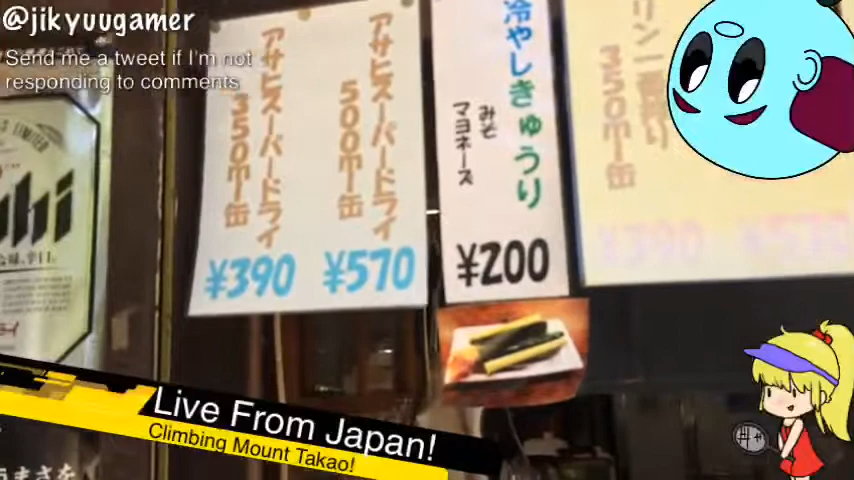 @jikyuugamer
Send me a tweet if I'm not
responding to comments
アサヒスーパードライ
500ml缶
¥570
アサヒスーパードライ
350ml缶
¥390
冷やしきゅうり
みそ
マヨネーズ
¥200
350ml缶
¥390
¥570
Live From Japan!
Climbing Mount Takao!